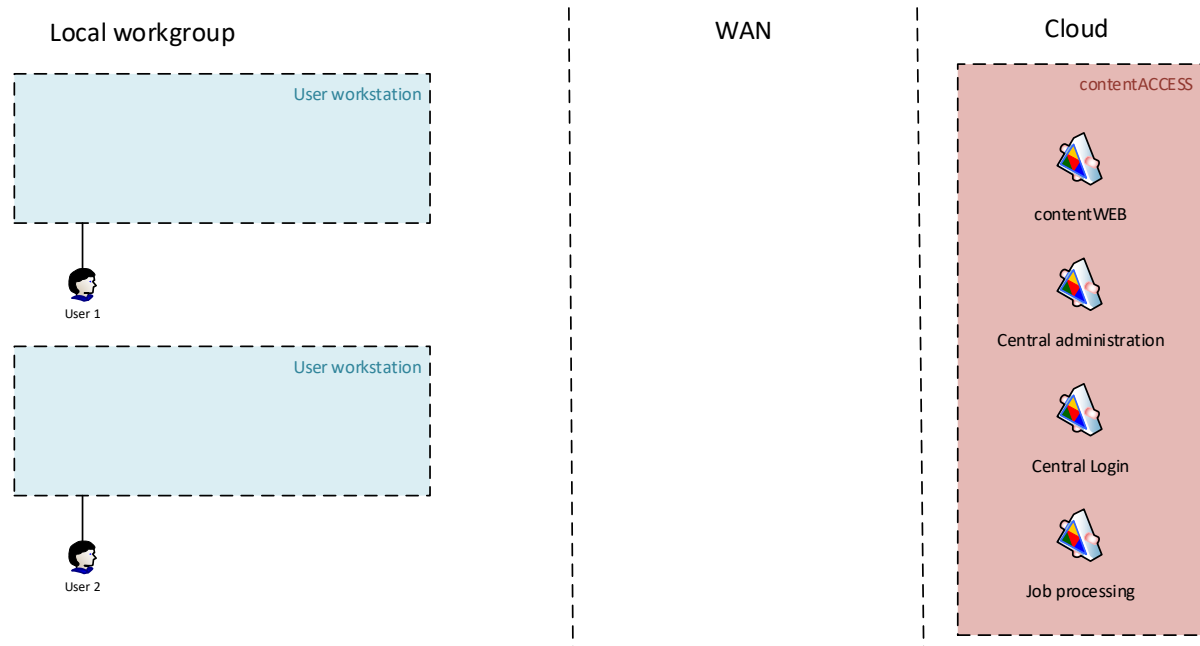 Local workgroup
WAN
Cloud
User workstation
User 1
User workstation
User 2
contentACCESS
contentWEB
Central administration
Central Login
Job processing